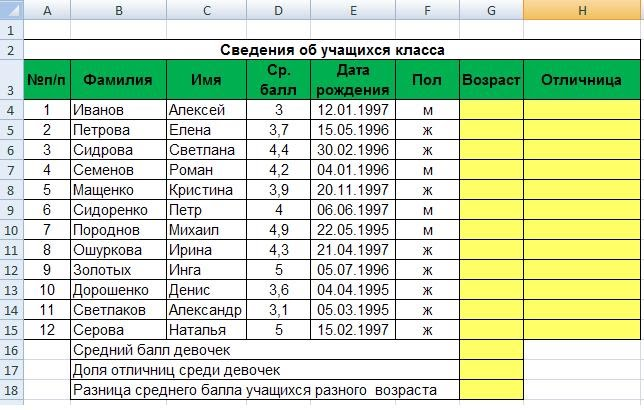 A B C D E F G H
1
2 Сведения об учащихся класса
3 №п/п Фамилия Имя Ср. балл Дата рождения Пол Возраст Отличница
4 1 Иванов Алексей 3 12.01.1997 м
5 2 Петрова Елена 3,7 15.05.1996 ж
6 3 Сидрова Светлана 4,4 30.02.1996 ж
7 4 Семенов Роман 4,2 04.01.1996 м
8 5 Мащенко Кристина 3,9 20.11.1997 ж
9 6 Сидоренко Петр 4 06.06.1997 м
10 7 Породнов Михаил 4,9 22.05.1995 м
11 8 Ошуркова Ирина 4,3 21.04.1997 ж
12 9 Золотых Инга 5 05.07.1996 ж
13 10 Дорошенко Денис 3,6 04.04.1995 ж
14 11 Светлаков Александр 3,1 05.03.1995 ж
15 12 Серова Наталья 5 15.02.1997 ж
16 Средний балл девочек
17 Доля отличниц среди девочек
18 Разница среднего балла учащихся разного возраста